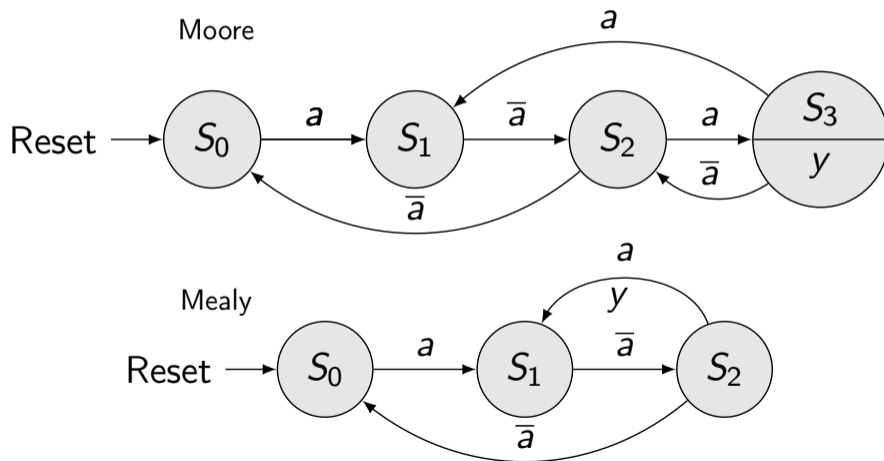 Moore
a
Reset S₀ a S₁ a̅ S₂ a S₃
y
a̅
a̅
Mealy
a
y
Reset S₀ a S₁ a̅ S₂
a̅